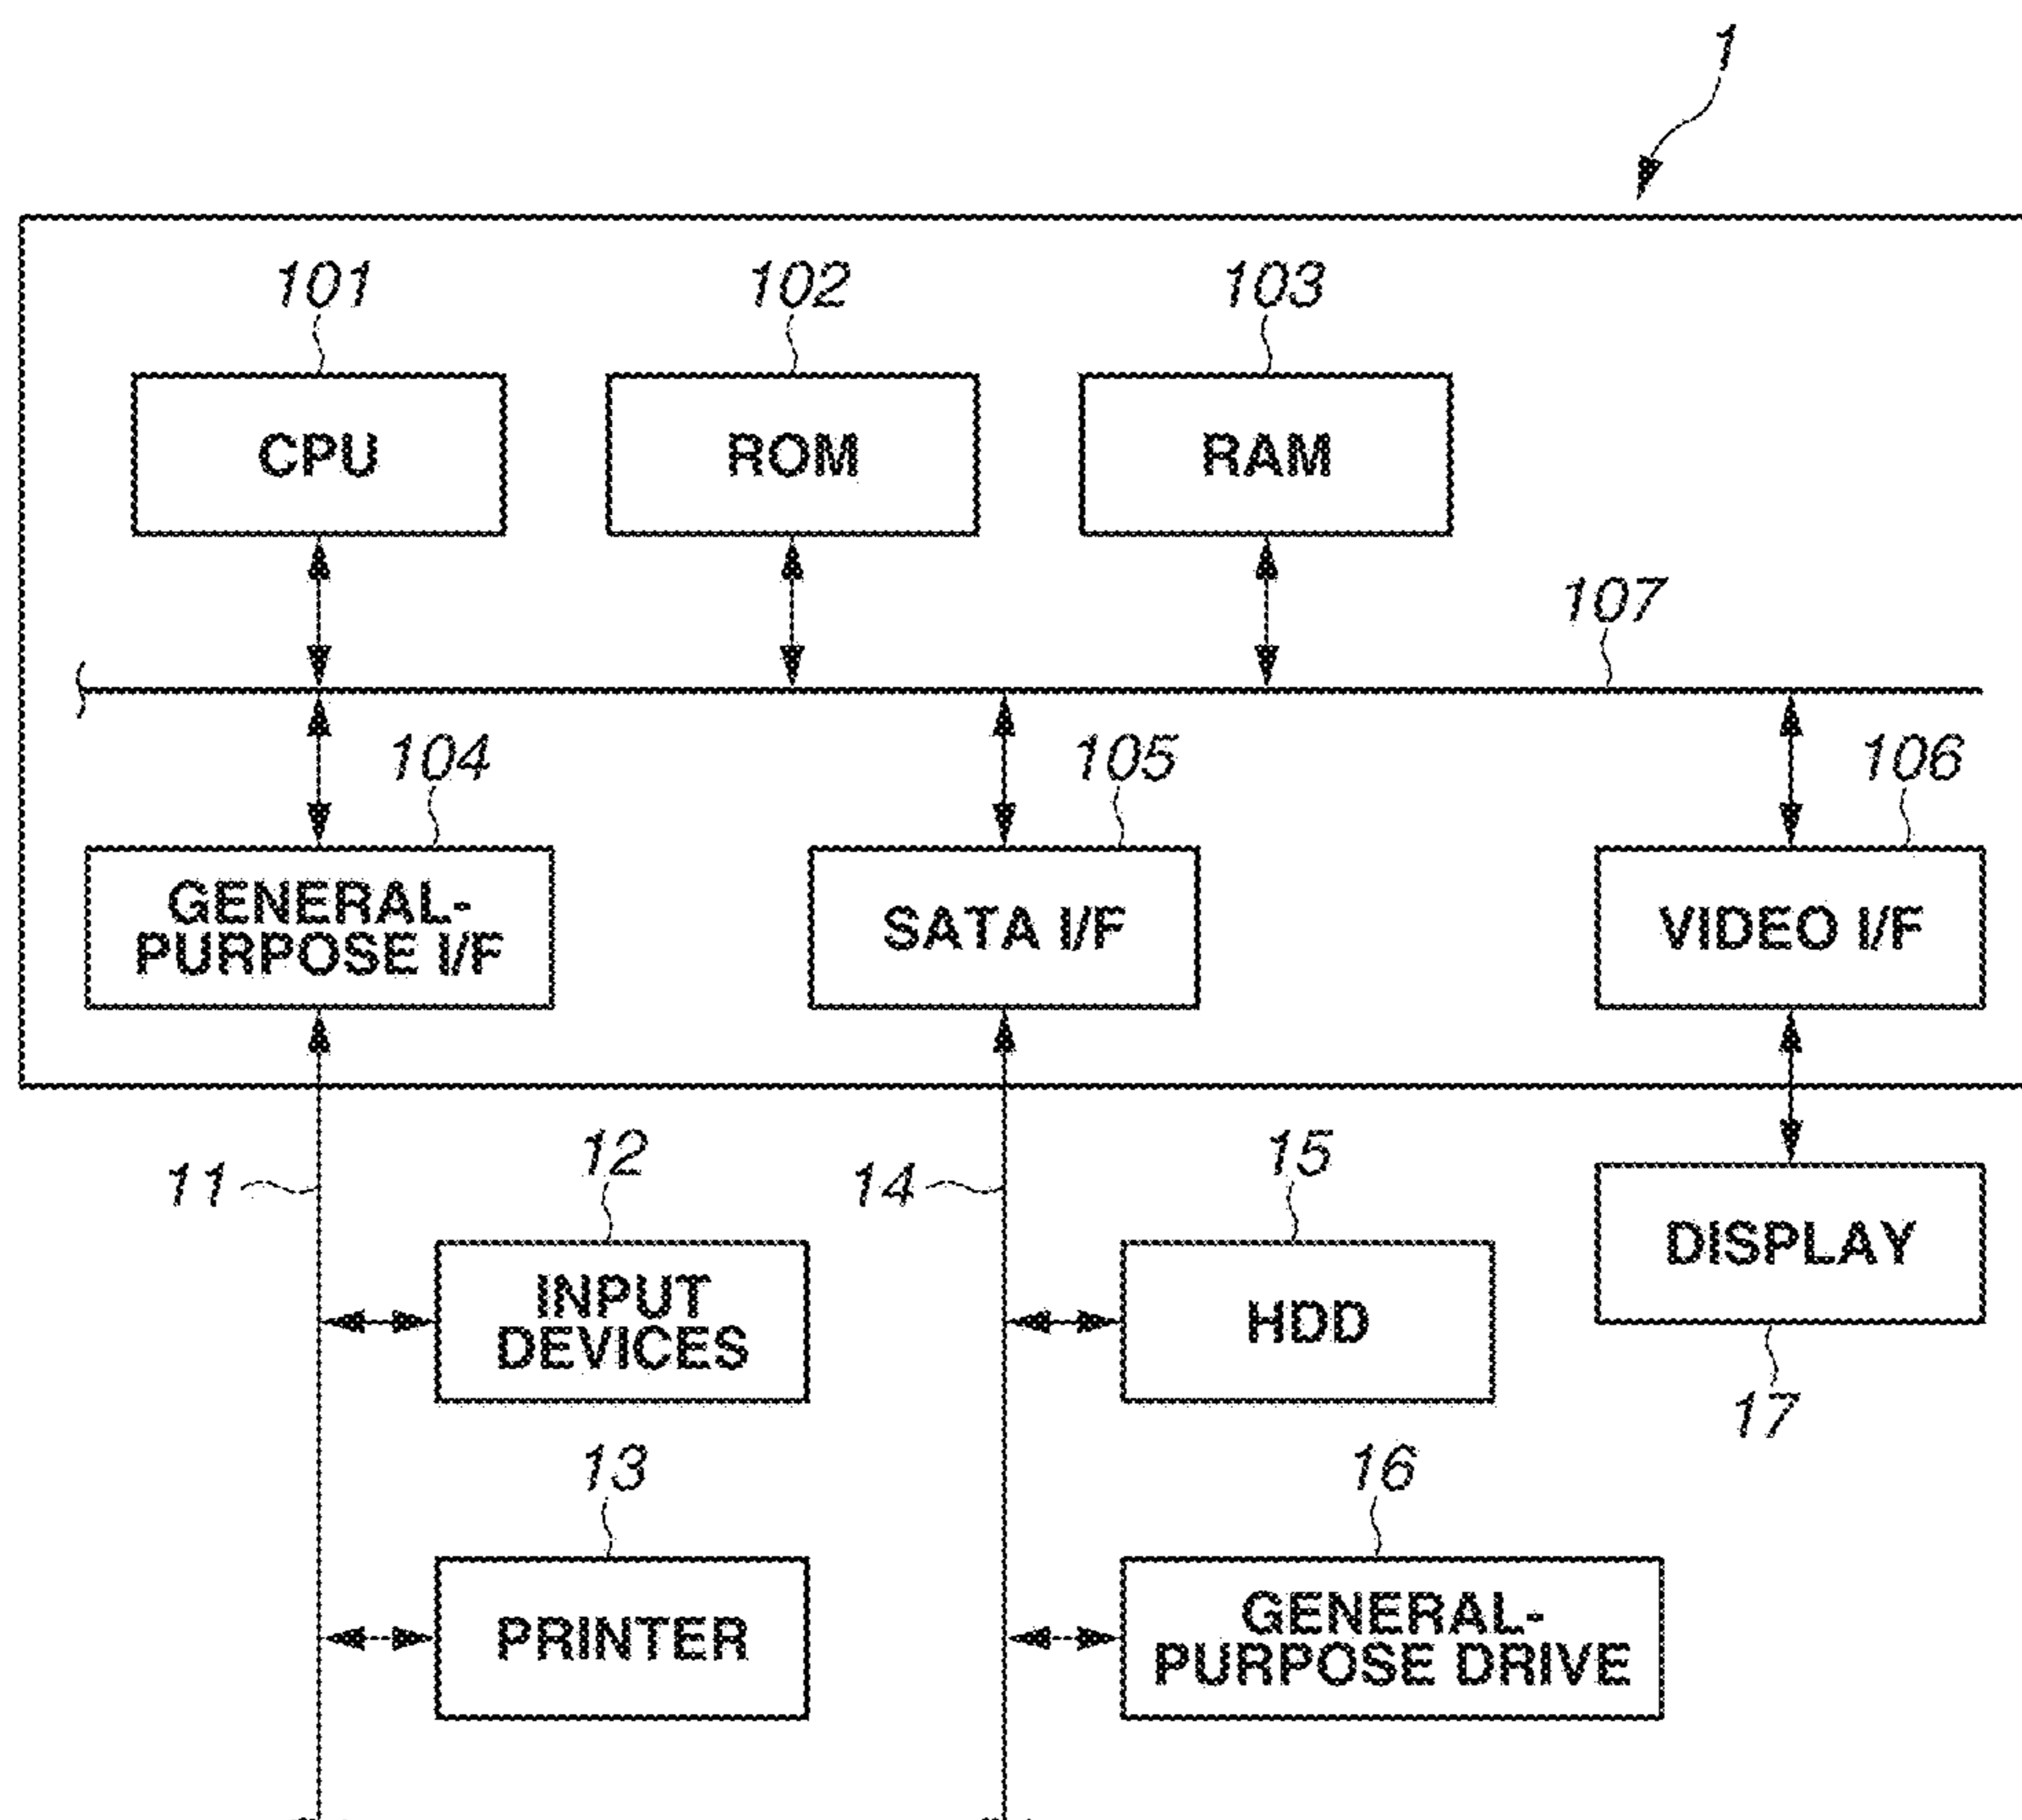 1
101
102
103
CPU
ROM
RAM
107
104
105
106
GENERAL-
PURPOSE I/F
SATA I/F
VIDEO I/F
11
12
14
15
INPUT
DEVICES
HDD
DISPLAY
17
13
16
PRINTER
GENERAL-
PURPOSE DRIVE